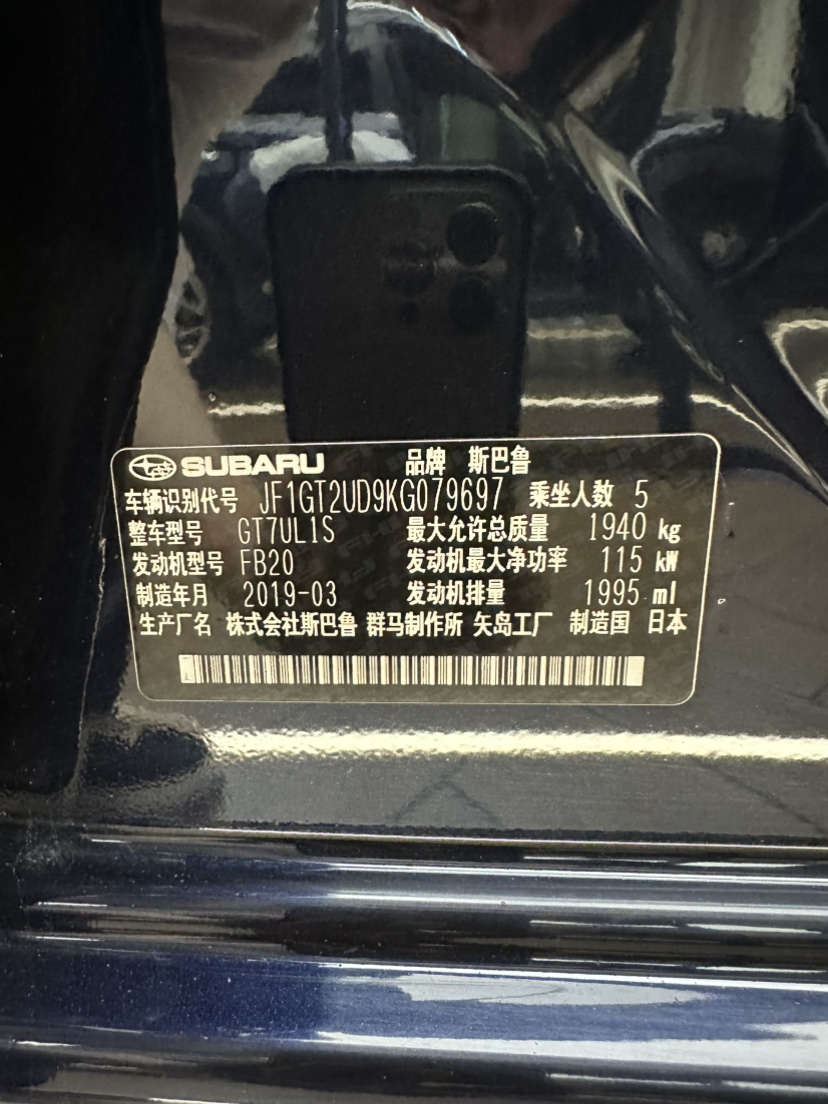 SUBARU 品牌 斯巴鲁
车辆识别代号 JF1GT2UD9KG079697 乘坐人数 5
整车型号 GT7UL1S 最大允许总质量 1940 kg
发动机型号 FB20 发动机最大净功率 115 kW
制造年月 2019-03 发动机排量 1995 ml
生产厂名 株式会社斯巴鲁 群马制作所 矢岛工厂 制造国 日本